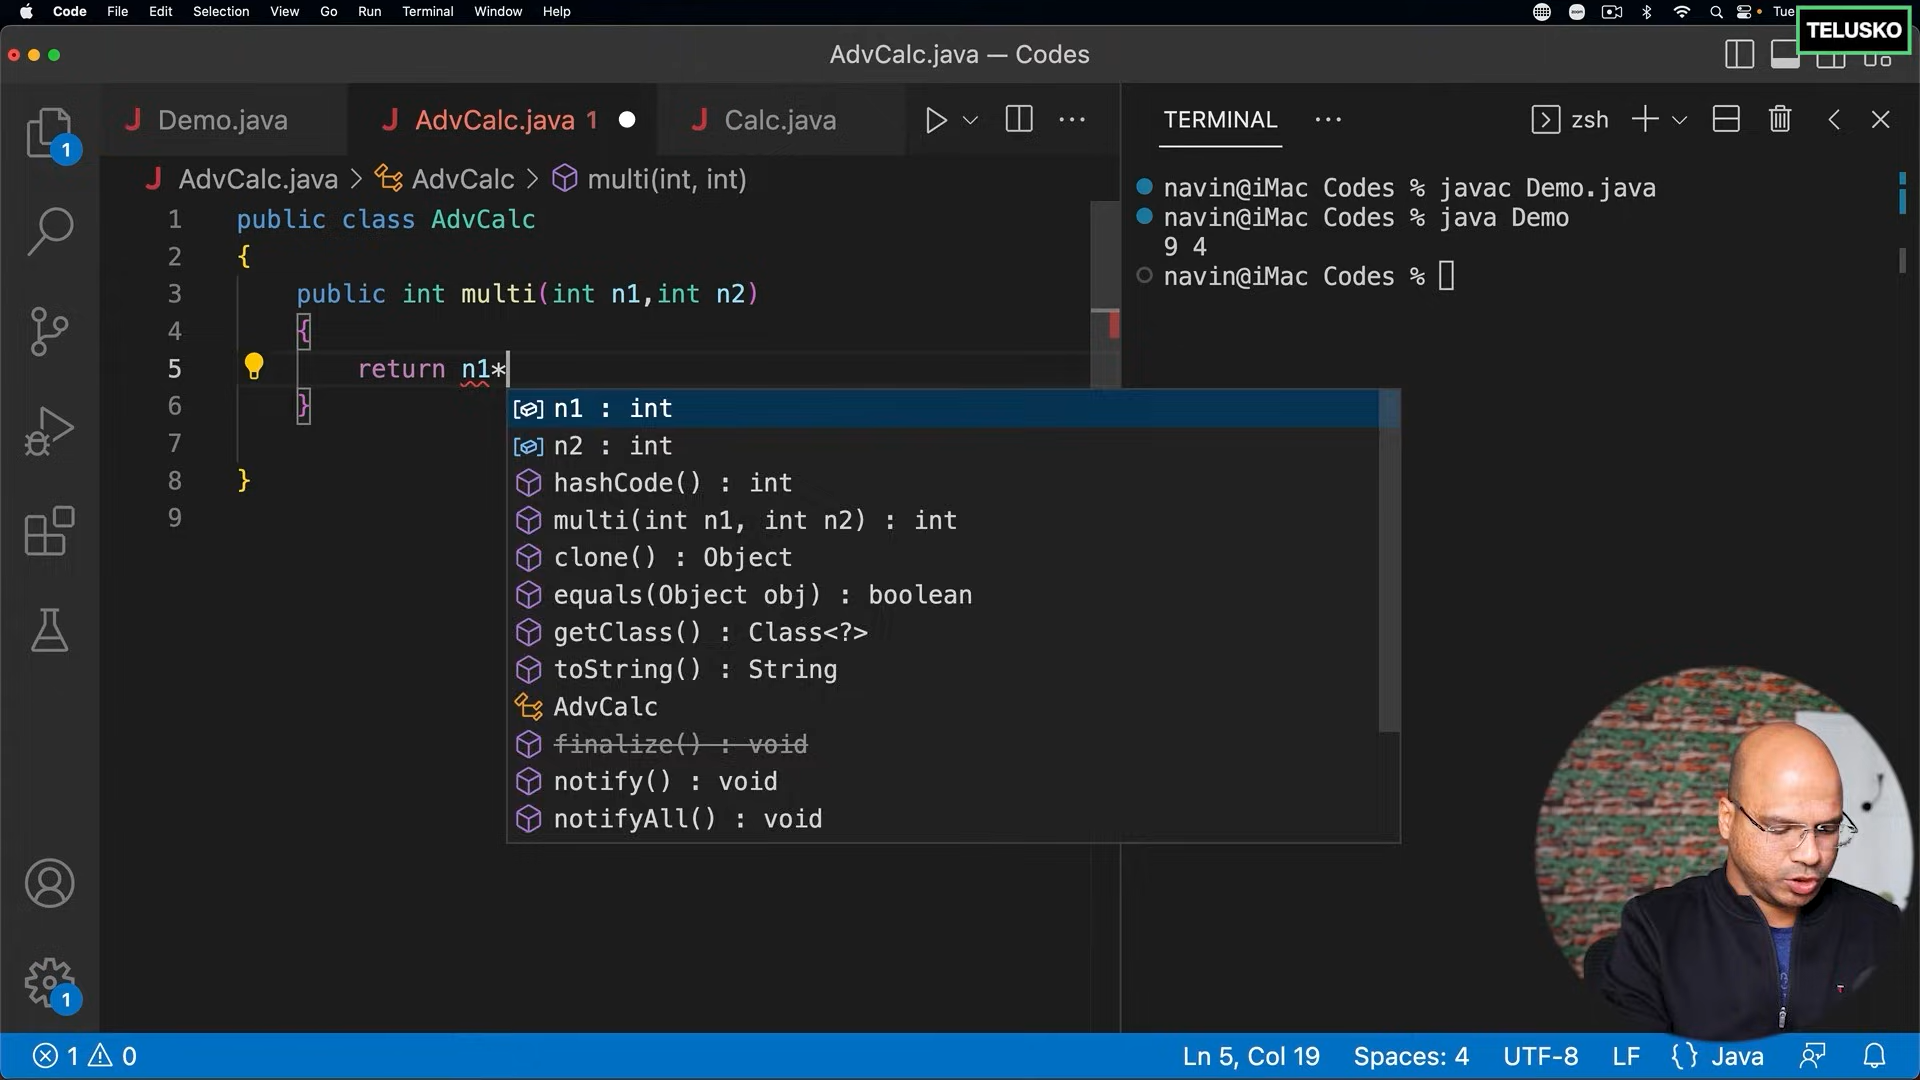 Code File Edit Selection View Go Run Terminal Window Help
zoom
Tue
TELUSKO
AdvCalc.java — Codes
Demo.java
AdvCalc.java 1
Calc.java
TERMINAL
zsh
AdvCalc.java > AdvCalc > multi(int, int)
1 public class AdvCalc
2 {
3 public int multi(int n1,int n2)
4 {
5 return n1*
6 }
7
8 }
9
n1 : int
n2 : int
hashCode() : int
multi(int n1, int n2) : int
clone() : Object
equals(Object obj) : boolean
getClass() : Class<?>
toString() : String
AdvCalc
finalize() : void
notify() : void
notifyAll() : void
navin@iMac Codes % javac Demo.java
navin@iMac Codes % java Demo
9 4
navin@iMac Codes %
1
1
1 0
Ln 5, Col 19 Spaces: 4 UTF-8 LF {} Java